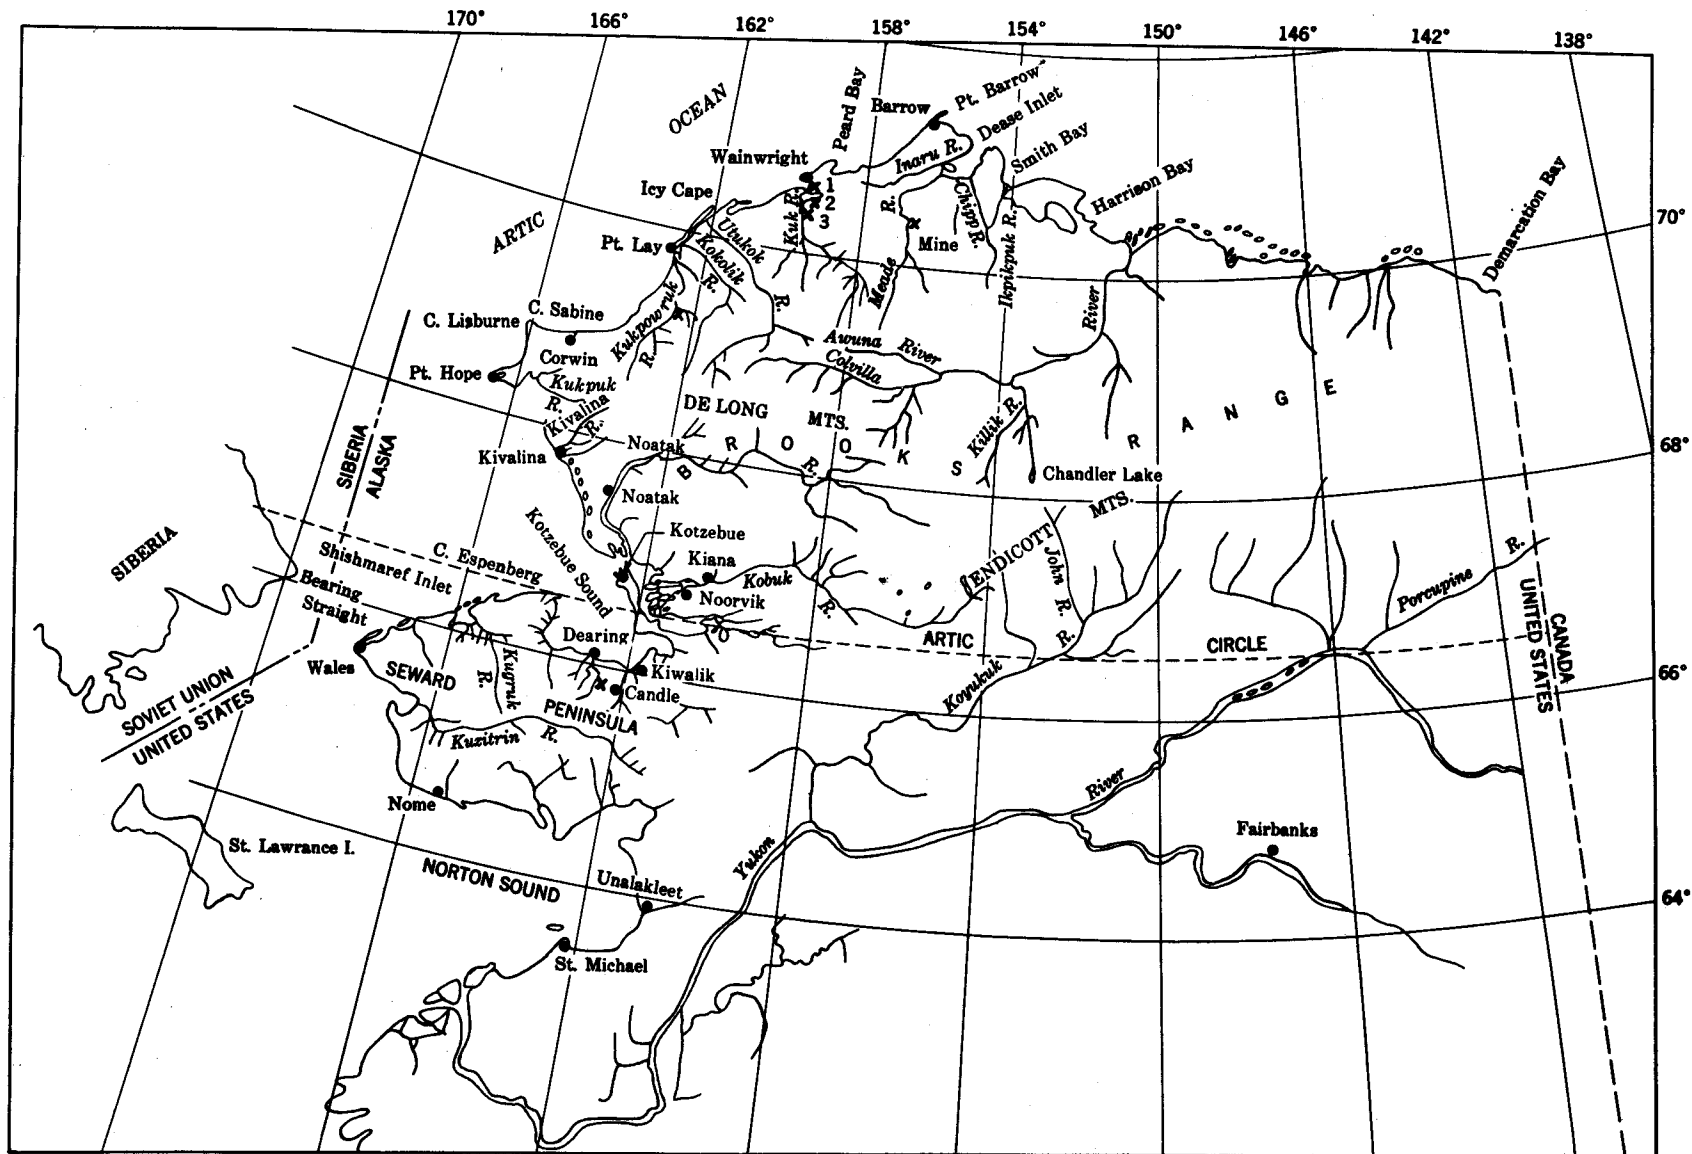 170° 166° 162° 158° 154° 150° 146° 142° 138°
OCEAN
Peard Bay
Barrow
Pt. Barrow
Dease Inlet
Inaru R.
Smith Bay
Wainwright
1
2
3
Icy Cape
Kuk R.
R.
Meade
Chipp R.
Mine
Ikpikpuk R.
Harrison Bay
Demarcation Bay
70°
ARTIC
Pt. Lay
Utukok
R.
Kokolik
R.
Kukpowruk
R.
River
C. Sabine
C. Lisburne
Corwin
Awuna River
Colvilla
Pt. Hope
Kukpuk
R.
Kivalina
R.
DE LONG MTS.
BROOKS RANGE
Killik R.
SIBERIA
ALASKA
Kivalina
Noatak
R.
Noatak
Chandler Lake
68°
ENDICOTT MTS.
SIBERIA
Kotzebue Sound
Kotzebue
Kiana
Kobuk
R.
Noorvik
C. Espenberg
Shishmaref Inlet
Bearing
Straight
John R.
R.
Porcupine
R.
ARTIC CIRCLE
CANADA
UNITED STATES
Dearing
Wales
SEWARD
PENINSULA
Kugruk
R.
Kiwalik
Candle
Koyukuk
66°
SOVIET UNION
UNITED STATES
Kuzitrin R.
Nome
River
Yukon
Fairbanks
St. Lawrance I.
NORTON SOUND
Unalakleet
64°
St. Michael